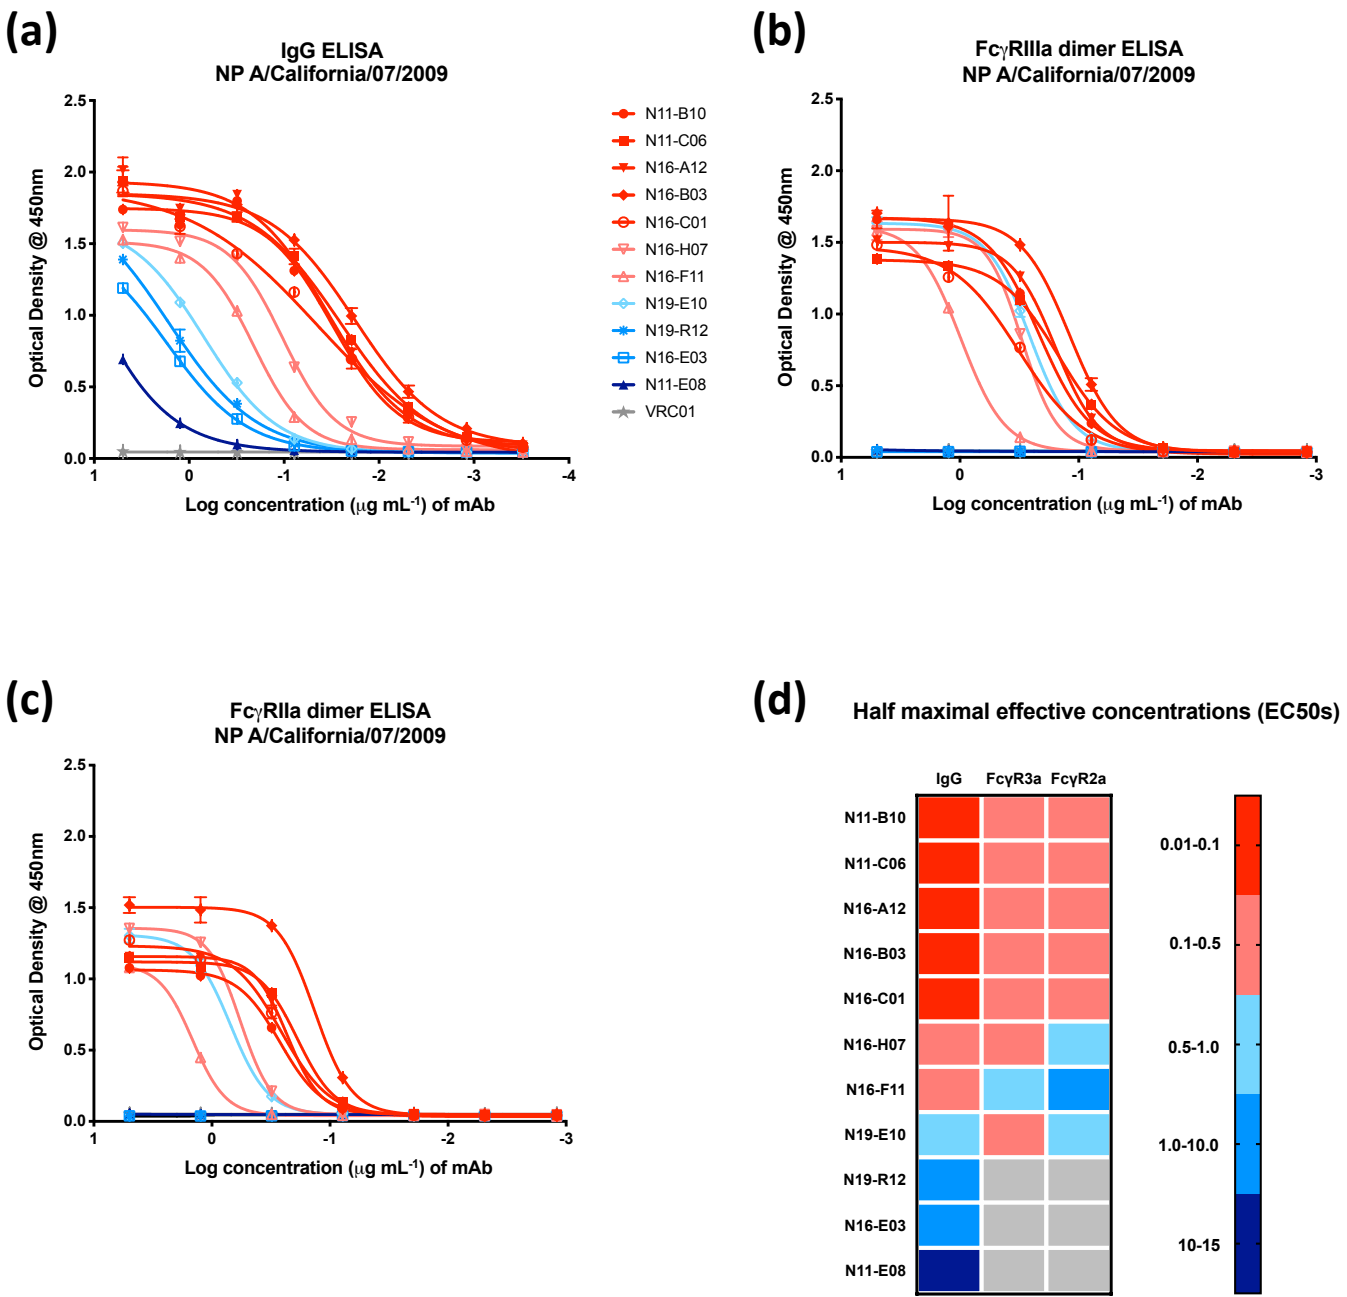 (a)
IgG ELISA
NP A/California/07/2009
Optical Density @ 450nm
2.5
2.0
1.5
1.0
0.5
0.0
1
0
-1
-2
-3
-4
Log concentration (μg mL⁻¹) of mAb
N11-B10
N11-C06
N16-A12
N16-B03
N16-C01
N16-H07
N16-F11
N19-E10
N19-R12
N16-E03
N11-E08
VRC01
(b)
FcγRIIIa dimer ELISA
NP A/California/07/2009
Optical Density @ 450nm
2.5
2.0
1.5
1.0
0.5
0.0
1
0
-1
-2
-3
Log concentration (μg mL⁻¹) of mAb
(c)
FcγRIIa dimer ELISA
NP A/California/07/2009
Optical Density @ 450nm
2.5
2.0
1.5
1.0
0.5
0.0
1
0
-1
-2
-3
Log concentration (μg mL⁻¹) of mAb
(d)
Half maximal effective concentrations (EC50s)
IgG FcγR3a FcγR2a
N11-B10
N11-C06
N16-A12
N16-B03
N16-C01
N16-H07
N16-F11
N19-E10
N19-R12
N16-E03
N11-E08
0.01-0.1
0.1-0.5
0.5-1.0
1.0-10.0
10-15